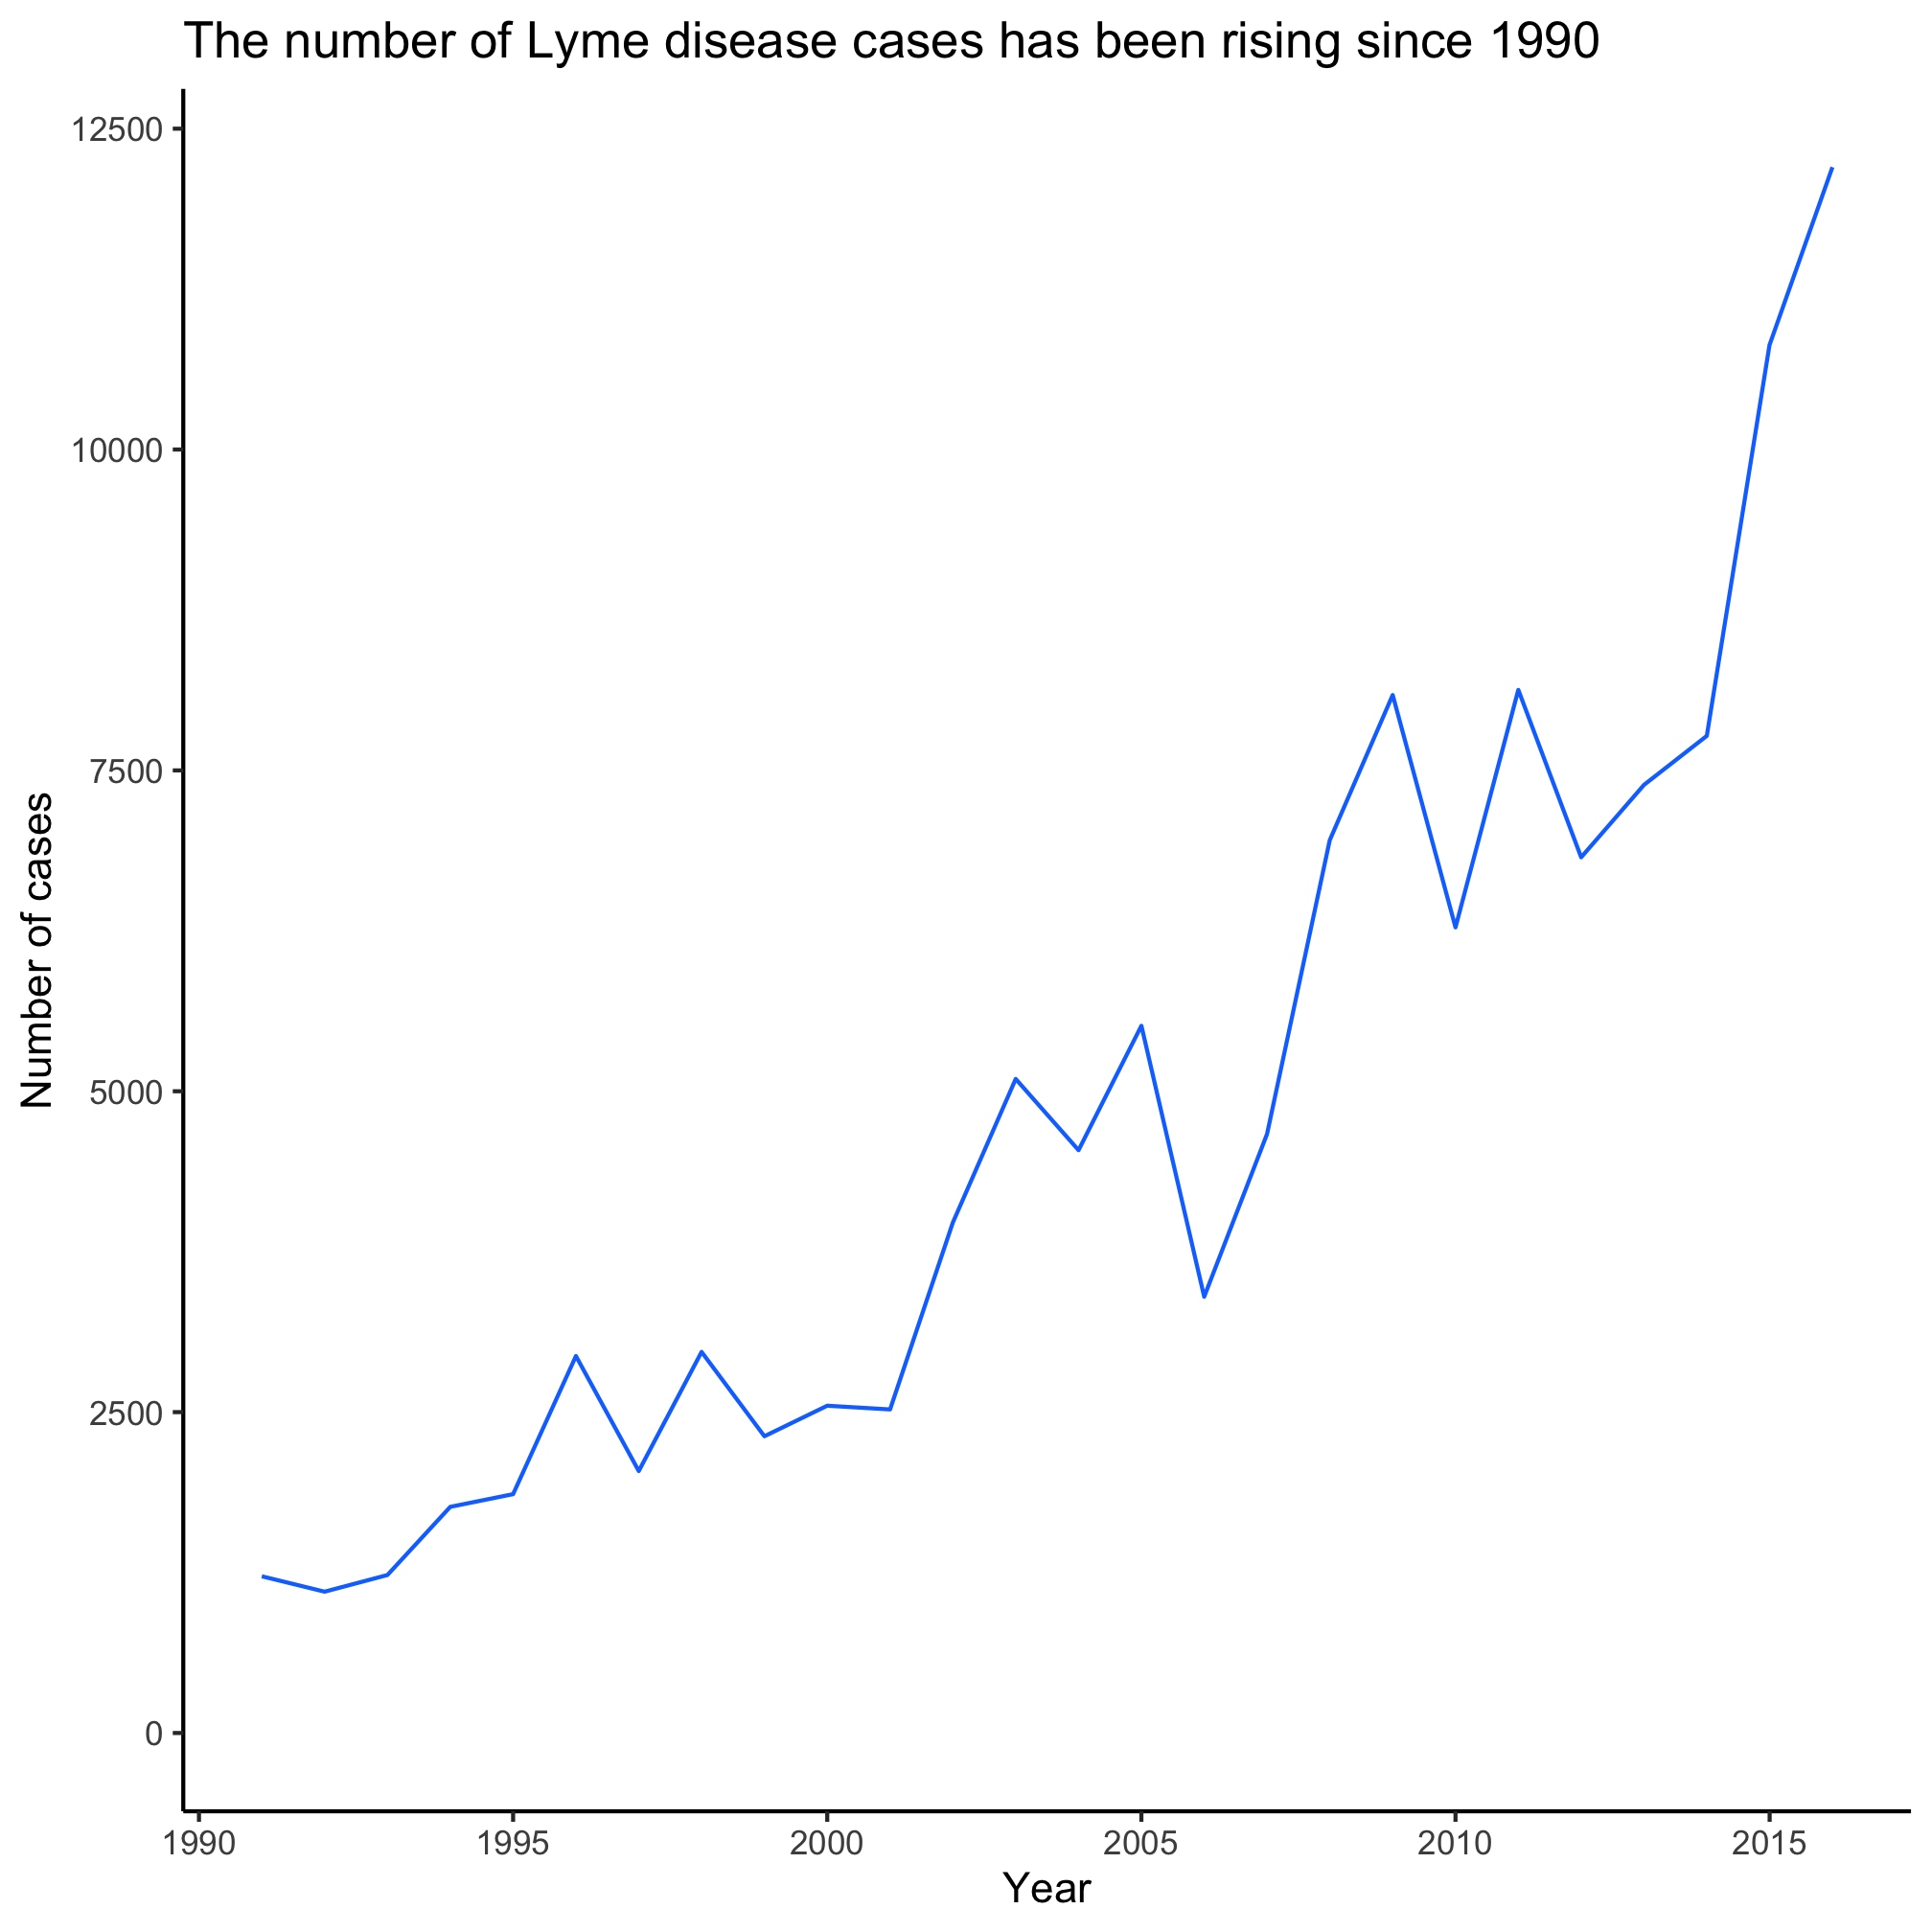 The number of Lyme disease cases has been rising since 1990
12500
10000
7500
5000
2500
0
Number of cases
1990 1995 2000 2005 2010 2015
Year